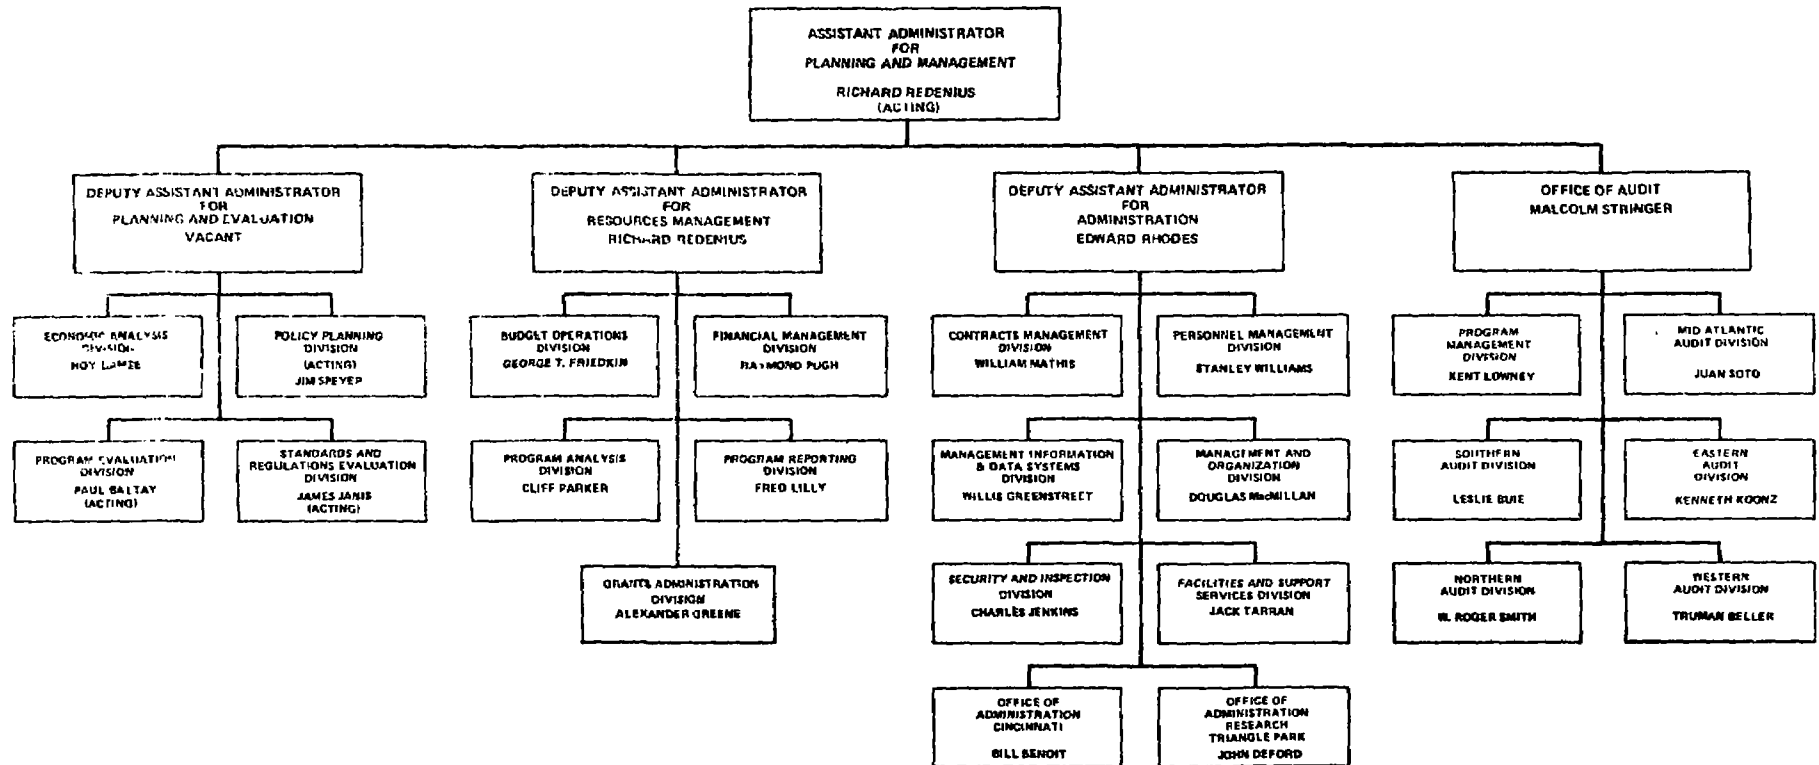 ASSISTANT ADMINISTRATOR
FOR
PLANNING AND MANAGEMENT
RICHARD REDENIUS
(ACTING)
DEPUTY ASSISTANT ADMINISTRATOR
FOR
PLANNING AND EVALUATION
VACANT
DEPUTY ASSISTANT ADMINISTRATOR
FOR
RESOURCES MANAGEMENT
RICHARD REDENIUS
DEPUTY ASSISTANT ADMINISTRATOR
FOR
ADMINISTRATION
EDWARD RHODES
OFFICE OF AUDIT
MALCOLM STRINGER
ECONOMIC ANALYSIS
DIVISION
ROY
POLICY PLANNING
DIVISION
(ACTING)
JIM SPEYER
BUDGET OPERATIONS
DIVISION
GEORGE T. FRIEDKIN
FINANCIAL MANAGEMENT
DIVISION
RAYMOND PUGH
CONTRACTS MANAGEMENT
DIVISION
WILLIAM MATHIS
PERSONNEL MANAGEMENT
DIVISION
STANLEY WILLIAMS
PROGRAM
MANAGEMENT
DIVISION
KENT LOWNEY
MID ATLANTIC
AUDIT DIVISION
JUAN SOTO
PROGRAM EVALUATION
DIVISION
PAUL BALTAY
(ACTING)
STANDARDS AND
REGULATIONS EVALUATION
DIVISION
JAMES JANIS
(ACTING)
PROGRAM ANALYSIS
DIVISION
CLIFF PARKER
PROGRAM REPORTING
DIVISION
FRED LILLY
MANAGEMENT INFORMATION
& DATA SYSTEMS
DIVISION
WILLIS GREENSTREET
MANAGEMENT AND
ORGANIZATION
DIVISION
DOUGLAS MacMILLAN
SOUTHERN
AUDIT DIVISION
LESLIE BUIE
EASTERN
AUDIT
DIVISION
KENNETH KOONZ
GRANTS ADMINISTRATION
DIVISION
ALEXANDER GREENE
SECURITY AND INSPECTION
DIVISION
CHARLES JENKINS
FACILITIES AND SUPPORT
SERVICES DIVISION
JACK TARRAN
NORTHERN
AUDIT DIVISION
W. ROGER SMITH
WESTERN
AUDIT DIVISION
TRUMAN BELLER
OFFICE OF
ADMINISTRATION
CINCINNATI
BILL BENOIT
OFFICE OF
ADMINISTRATION
RESEARCH
TRIANGLE PARK
JOHN DEFORD